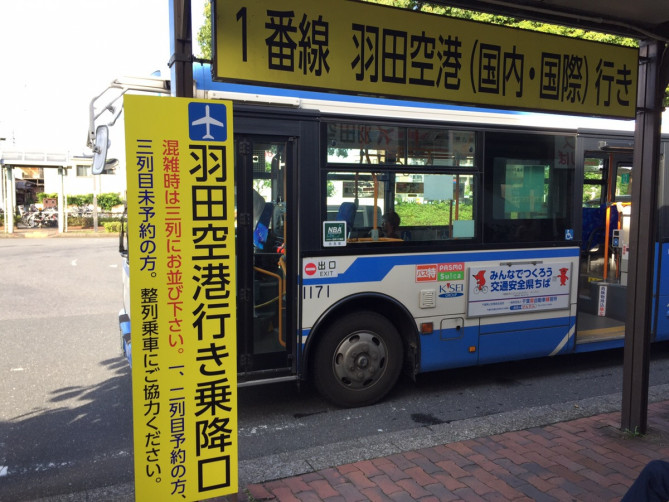 1番線 羽田空港(国内・国際)行き
羽田空港行き乗降口
混雑時は三列にお並び下さい。一、二列目予約の方、
三列目未予約の方。整列乗車にご協力ください。
出口
EXIT
1171
NBA
PASMO
Suica
KaSEI
みんなでつくろう
交通安全県ちば